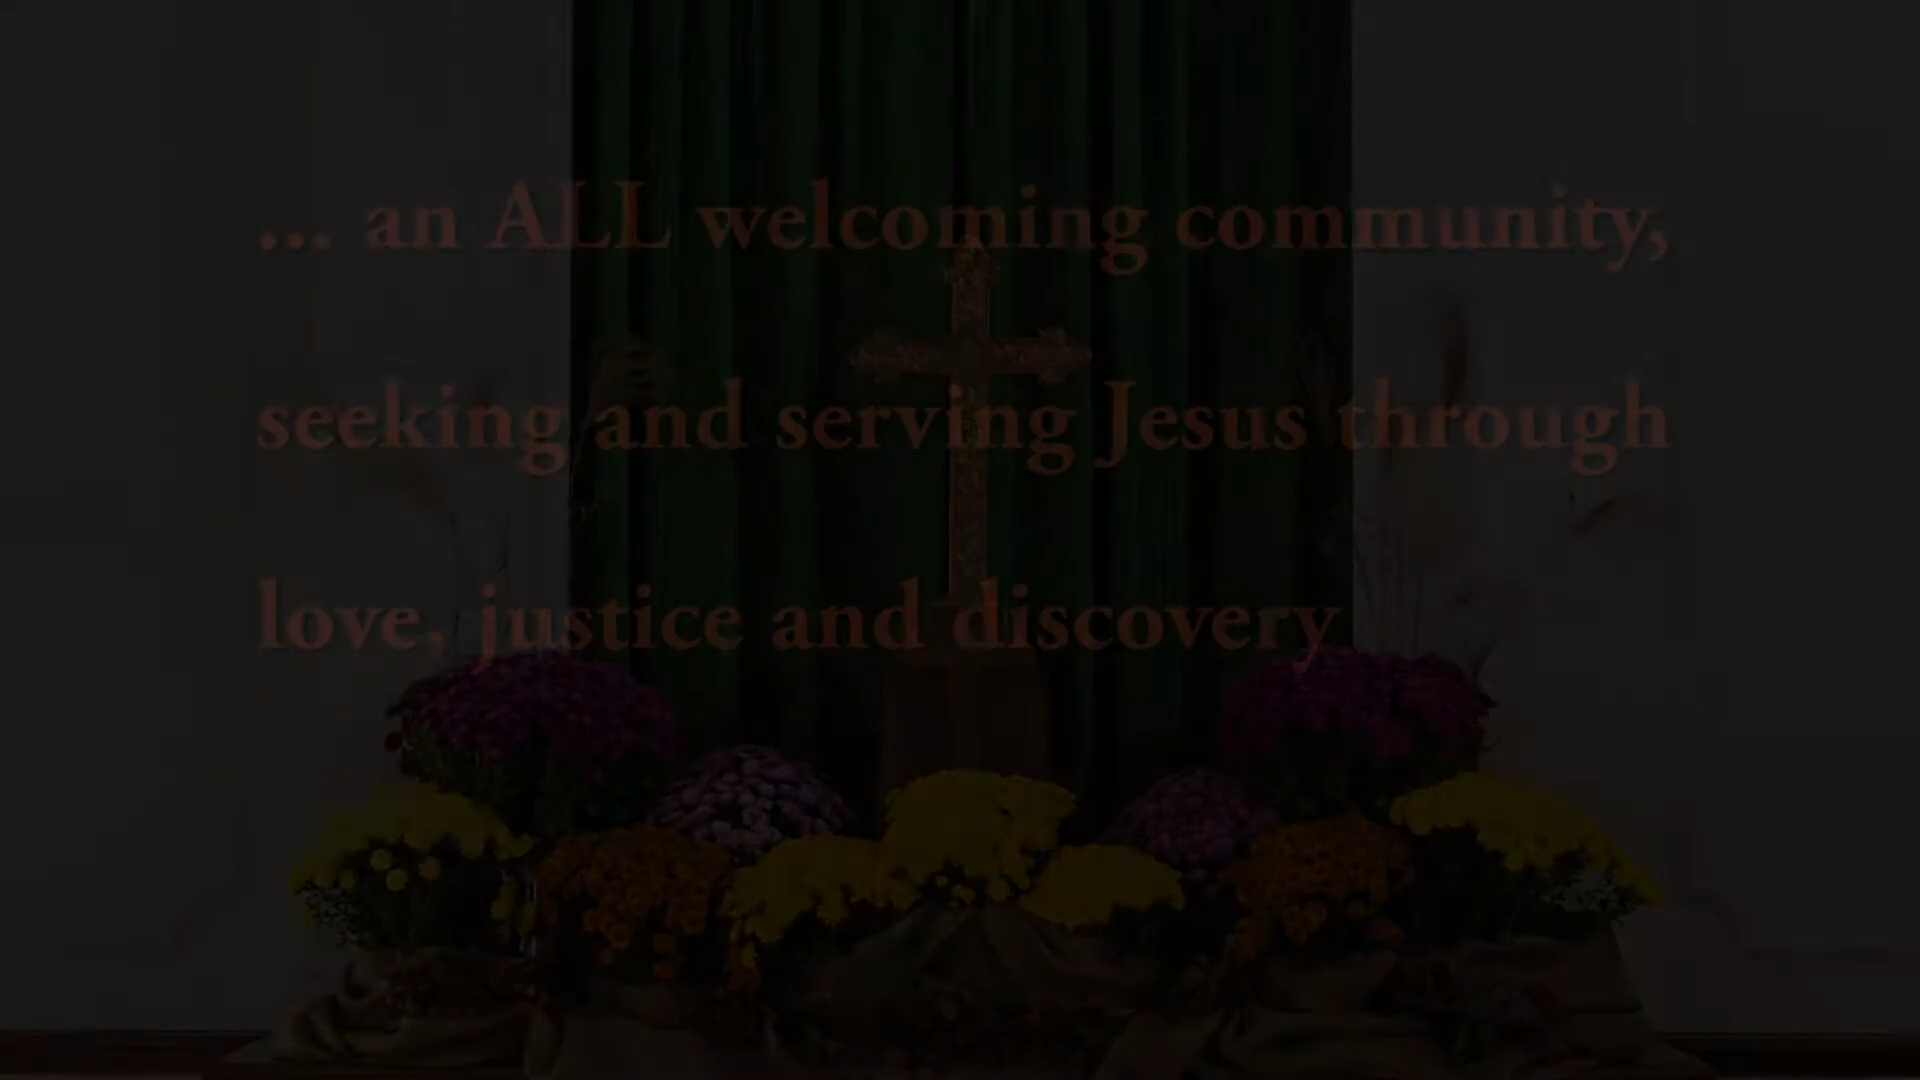 ... an ALL welcoming community,
seeking and serving Jesus through
love, justice and discovery